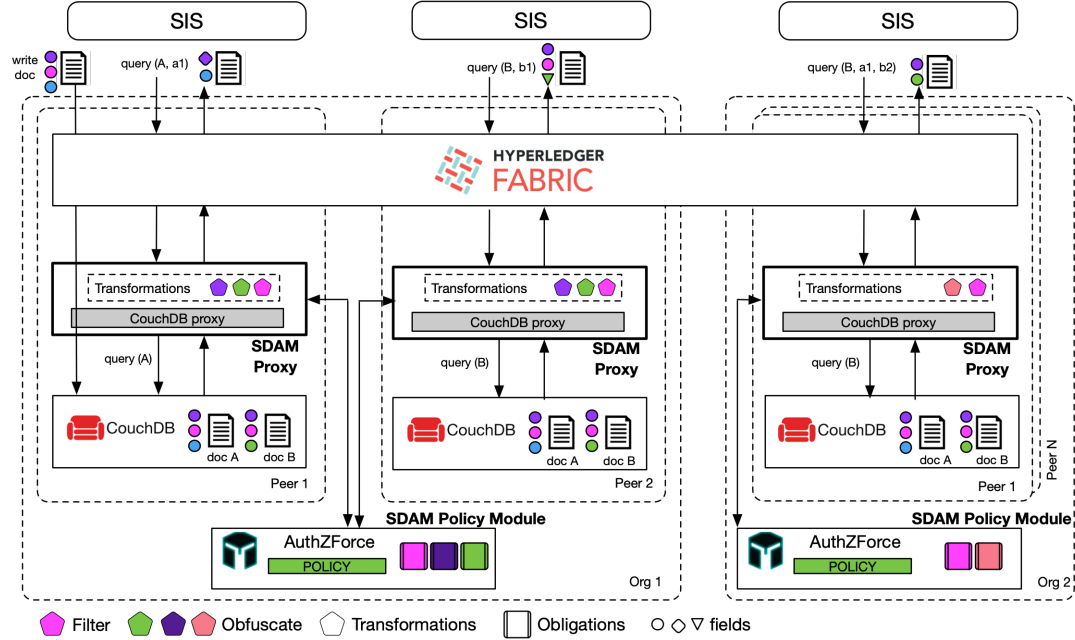 SIS
SIS
SIS
write
doc
query (A, a1)
query (B, b1)
query (B, a1, b2)
HYPERLEDGER
FABRIC
Transformations
CouchDB proxy
SDAM
Proxy
query (A)
CouchDB
doc A
doc B
Peer 1
Transformations
CouchDB proxy
SDAM
Proxy
query (B)
CouchDB
doc A
doc B
Peer 2
Transformations
CouchDB proxy
SDAM
Proxy
query (B)
CouchDB
doc A
doc B
Peer 1
Peer N
SDAM Policy Module
AuthZForce
POLICY
Org 1
SDAM Policy Module
AuthZForce
POLICY
Org 2
Filter
Obfuscate
Transformations
Obligations
fields